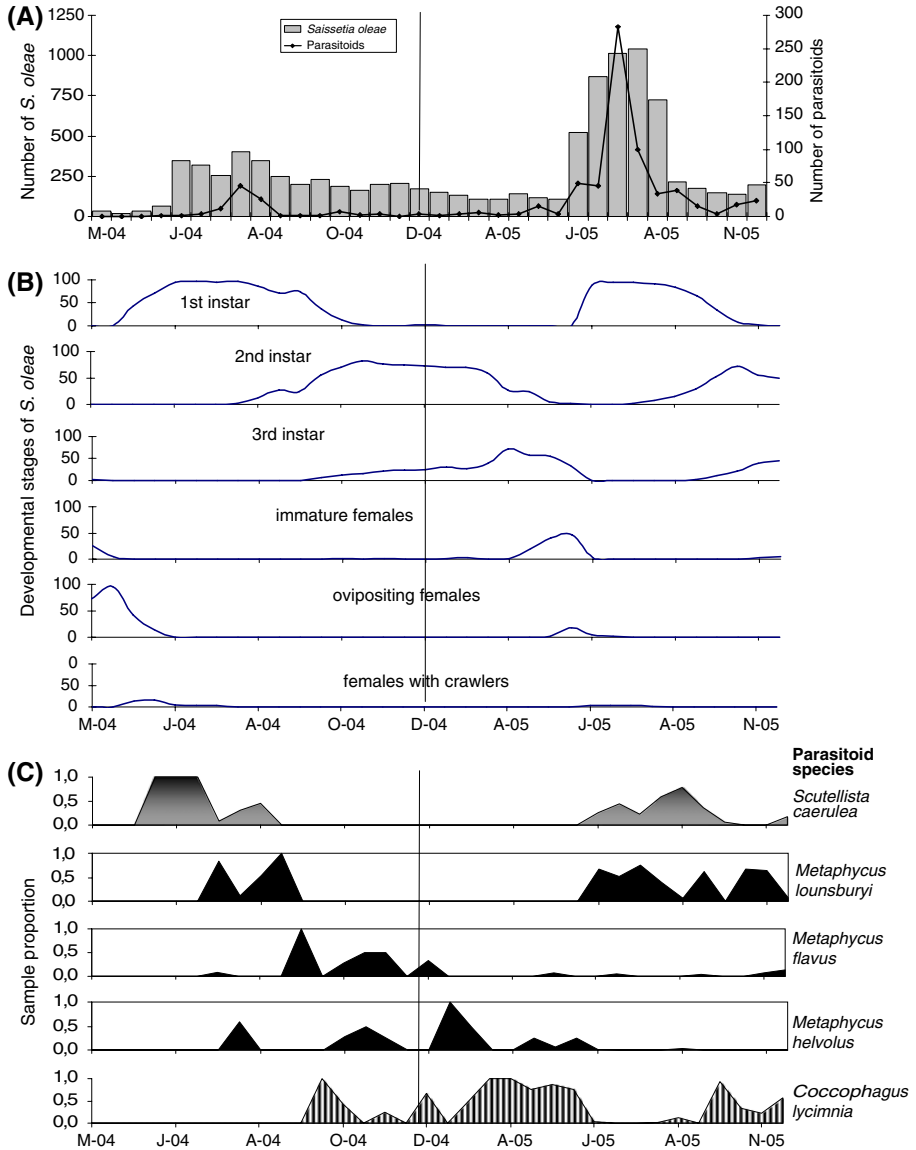 (A)
1250
1000
750
500
250
0
Number of S. oleae
Saissetia oleae
Parasitoids
300
250
200
150
100
50
0
Number of parasitoids
M-04 J-04 A-04 O-04 D-04 A-05 J-05 A-05 N-05
(B)
Developmental stages of S. oleae
100
50
0
1st instar
100
50
0
2nd instar
100
50
0
3rd instar
100
50
0
immature females
100
50
0
ovipositing females
0
50
0
females with crawlers
M-04 J-04 A-04 O-04 D-04 A-05 J-05 A-05 N-05
(C)
Sample proportion
Parasitoid
species
1,0
0,5
0,0
Scutellista
caerulea
1,0
0,5
0,0
Metaphycus
lounsburyi
1,0
0,5
0,0
Metaphycus
flavus
1,0
0,5
0,0
Metaphycus
helvolus
1,0
0,5
0,0
Coccophagus
lycimnia
M-04 J-04 A-04 O-04 D-04 A-05 J-05 A-05 N-05